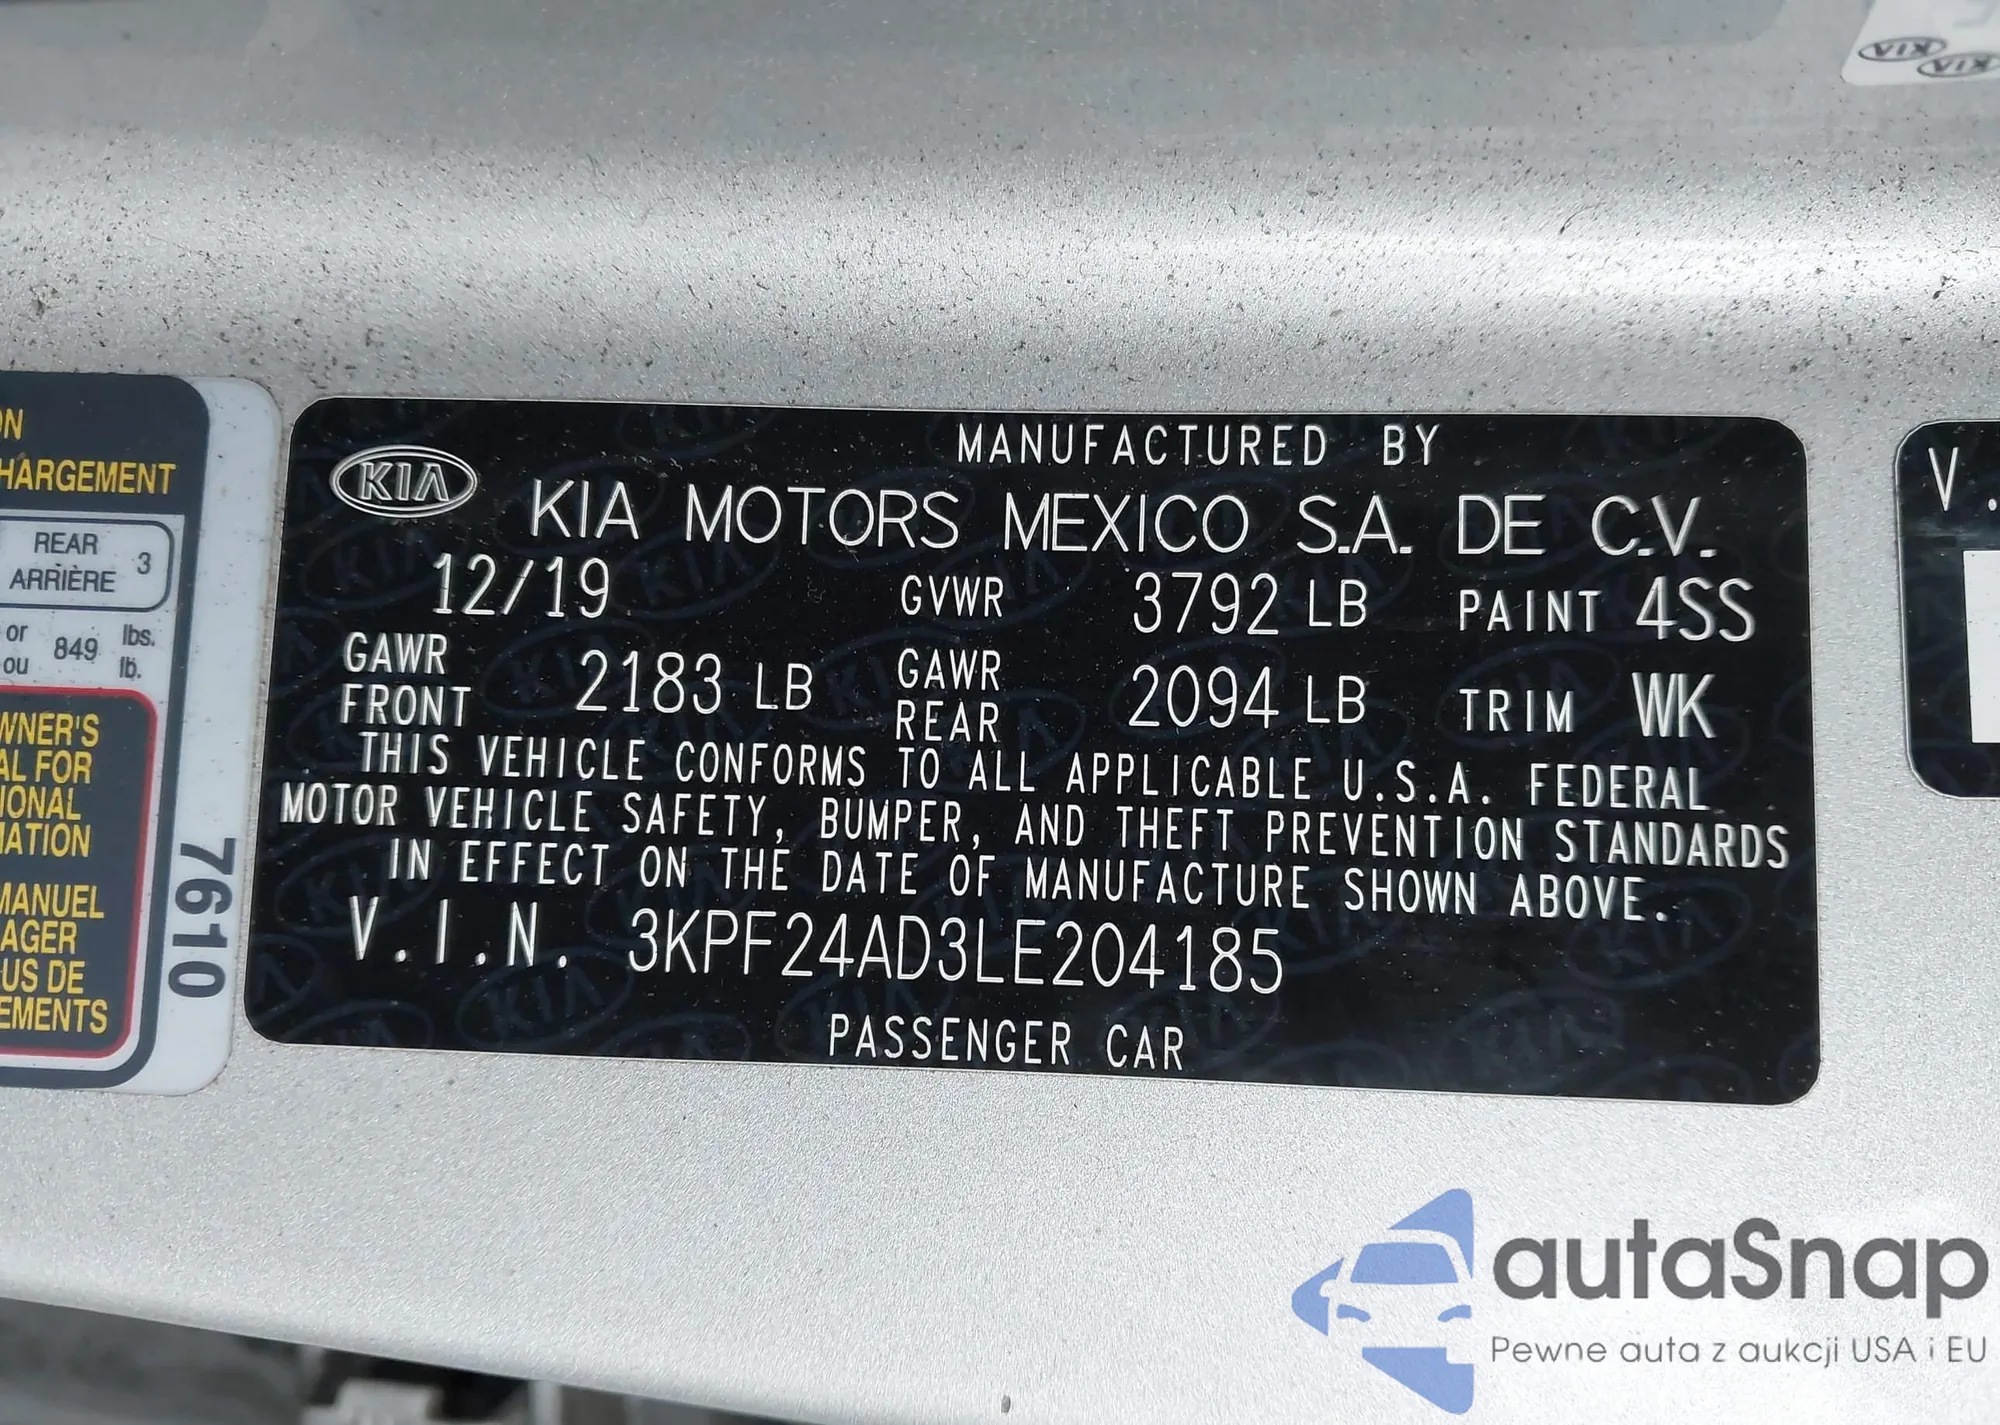 KIA
KIA
ON
HARGEMENT
REAR 3
ARRIÈRE
or 849 lbs.
ou lb.
WNER'S
AL FOR
IONAL
MATION
MANUEL
AGER
US DE
EMENTS
7610
MANUFACTURED BY
KIA KIA MOTORS MEXICO S.A. DE C.V.
12/19 GVWR 3792 LB PAINT 4SS
GAWR FRONT 2183 LB GAWR REAR 2094 LB TRIM WK
THIS VEHICLE CONFORMS TO ALL APPLICABLE U.S.A. FEDERAL
MOTOR VEHICLE SAFETY, BUMPER, AND THEFT PREVENTION STANDARDS
IN EFFECT ON THE DATE OF MANUFACTURE SHOWN ABOVE.
V.I.N. 3KPF24AD3LE204185
PASSENGER CAR
V.
autaSnap
Pewne auta z aukcji USA i EU